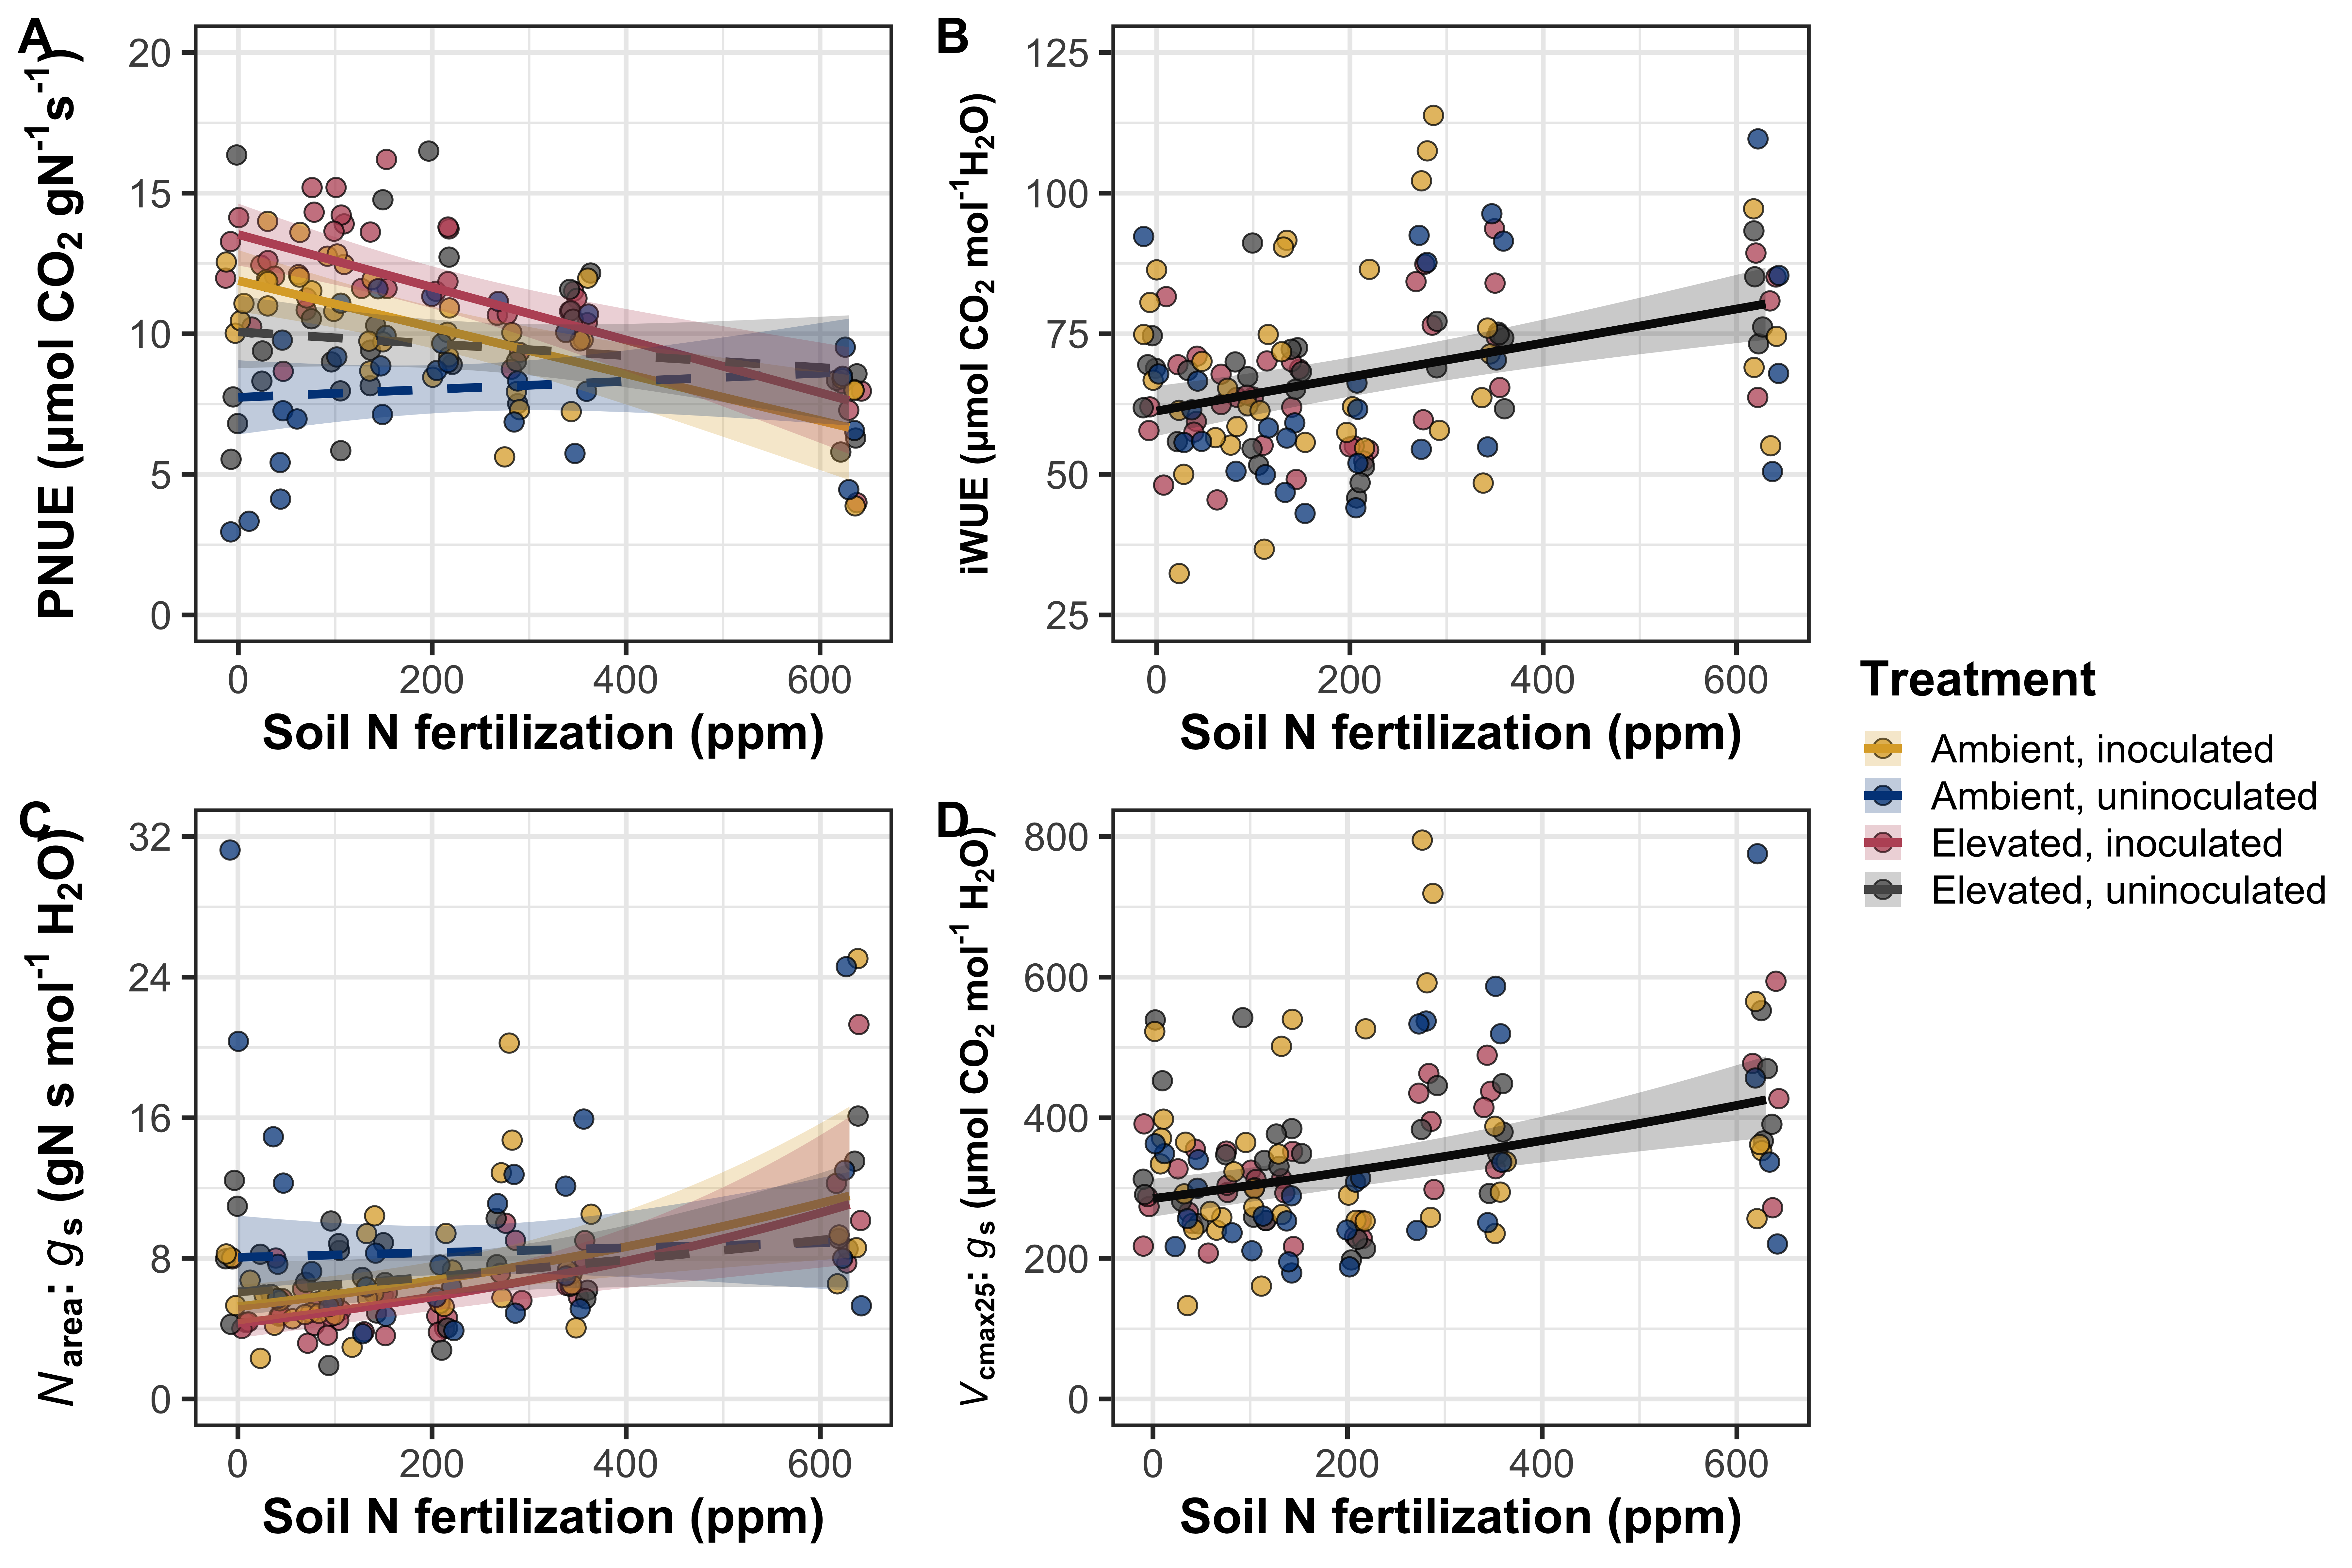 A
PNUE (µmol CO₂ gN⁻¹s⁻¹)
20
15
10
5
0
0 200 400 600
Soil N fertilization (ppm)
B
iWUE (µmol CO₂ mol⁻¹H₂O)
125
100
75
50
25
0 200 400 600
Soil N fertilization (ppm)
C
Narea: gs (gN s mol⁻¹ H₂O)
32
24
16
8
0
0 200 400 600
Soil N fertilization (ppm)
D
Vcmax25: gs (µmol CO₂ mol⁻¹ H₂O)
800
600
400
200
0
0 200 400 600
Soil N fertilization (ppm)
Treatment
Ambient, inoculated
Ambient, uninoculated
Elevated, inoculated
Elevated, uninoculated